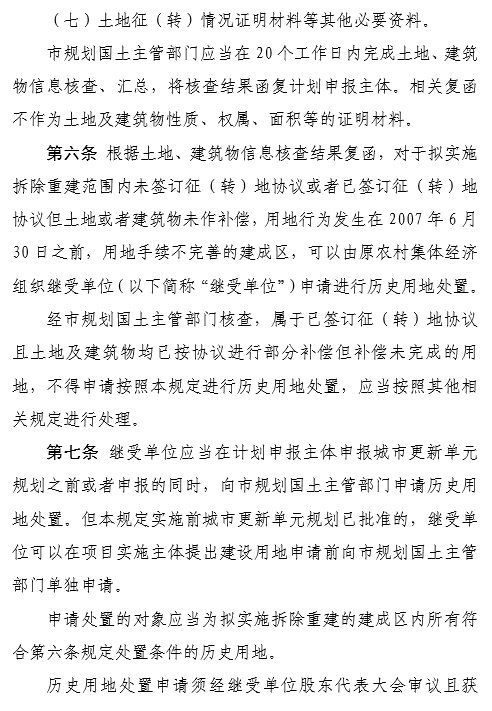 （七）土地征（转）情况证明材料等其他必要资料。
市规划国土主管部门应当在 20 个工作日内完成土地、建筑
物信息核查、汇总，将核查结果函复计划申报主体。相关复函
不作为土地及建筑物性质、权属、面积等的证明材料。
第六条 根据土地、建筑物信息核查结果复函，对于拟实施
拆除重建范围内未签订征（转）地协议或者已签订征（转）地
协议但土地或者建筑物未作补偿，用地行为发生在 2007 年 6 月
30 日之前，用地手续不完善的建成区，可以由原农村集体经济
组织继受单位（以下简称“继受单位”）申请进行历史用地处置。
经市规划国土主管部门核查，属于已签订征（转）地协议
且土地及建筑物均已按协议进行部分补偿但补偿未完成的用
地，不得申请按照本规定进行历史用地处置，应当按照其他相
关规定进行处理。
第七条 继受单位应当在计划申报主体申报城市更新单元
规划之前或者申报的同时，向市规划国土主管部门申请历史用
地处置。但本规定实施前城市更新单元规划已批准的，继受单
位可以在项目实施主体提出建设用地申请前向市规划国土主管
部门单独申请。
申请处置的对象应当为拟实施拆除重建的建成区内所有符
合第六条规定处置条件的历史用地。
历史用地处置申请须经继受单位股东代表大会审议且获